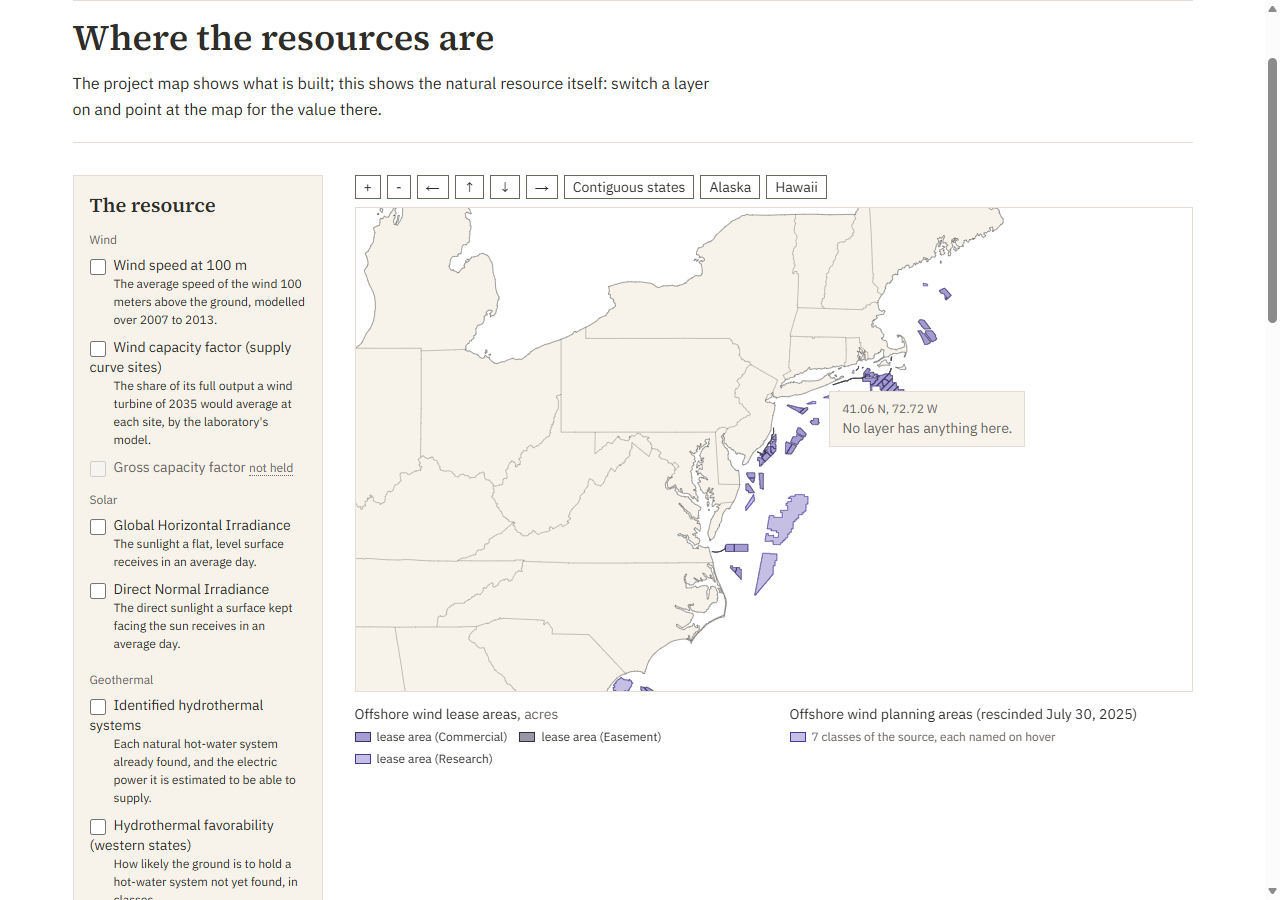 Where the resources are
The project map shows what is built; this shows the natural resource itself: switch a layer
on and point at the map for the value there.
The resource
Wind
Wind speed at 100 m
The average speed of the wind 100
meters above the ground, modelled
over 2007 to 2013.
Wind capacity factor (supply
curve sites)
The share of its full output a wind
turbine of 2035 would average at
each site, by the laboratory's
model.
Gross capacity factor not held
Solar
Global Horizontal Irradiance
The sunlight a flat, level surface
receives in an average day.
Direct Normal Irradiance
The direct sunlight a surface kept
facing the sun receives in an
average day.
Geothermal
Identified hydrothermal
systems
Each natural hot-water system
already found, and the electric
power it is estimated to be able to
supply.
Hydrothermal favorability
(western states)
How likely the ground is to hold a
hot-water system not yet found, in
classes.
+ - ← ↑ ↓ → Contiguous states Alaska Hawaii
41.06 N, 72.72 W
No layer has anything here.
Offshore wind lease areas, acres
lease area (Commercial) lease area (Easement)
lease area (Research)
Offshore wind planning areas (rescinded July 30, 2025)
7 classes of the source, each named on hover